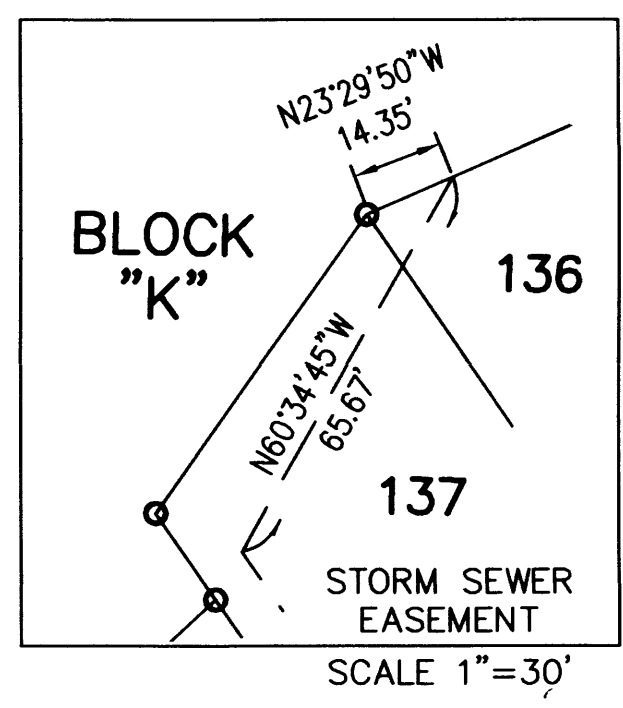 N23°29'50"W
14.35'
BLOCK
"K"
136
N60°34'45"W
65.67'
137
STORM SEWER
EASEMENT
SCALE 1"=30'